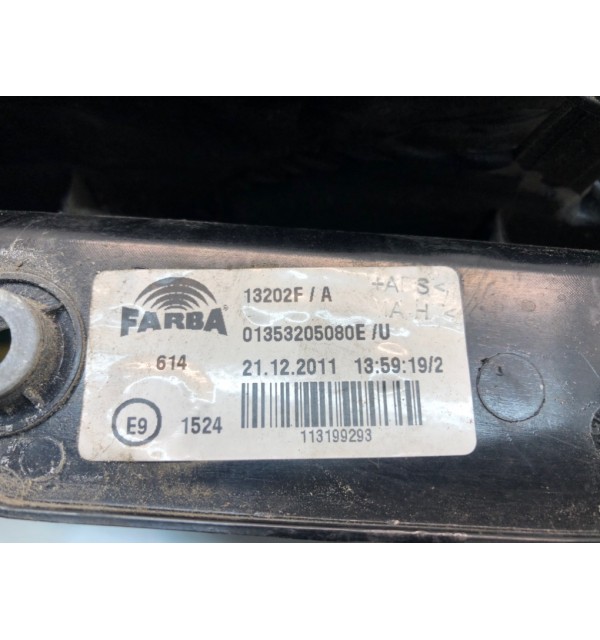 FARBA
13202F / A
01353205080E /U
614
21.12.2011 13:59:19/2
E9
1524
113199293